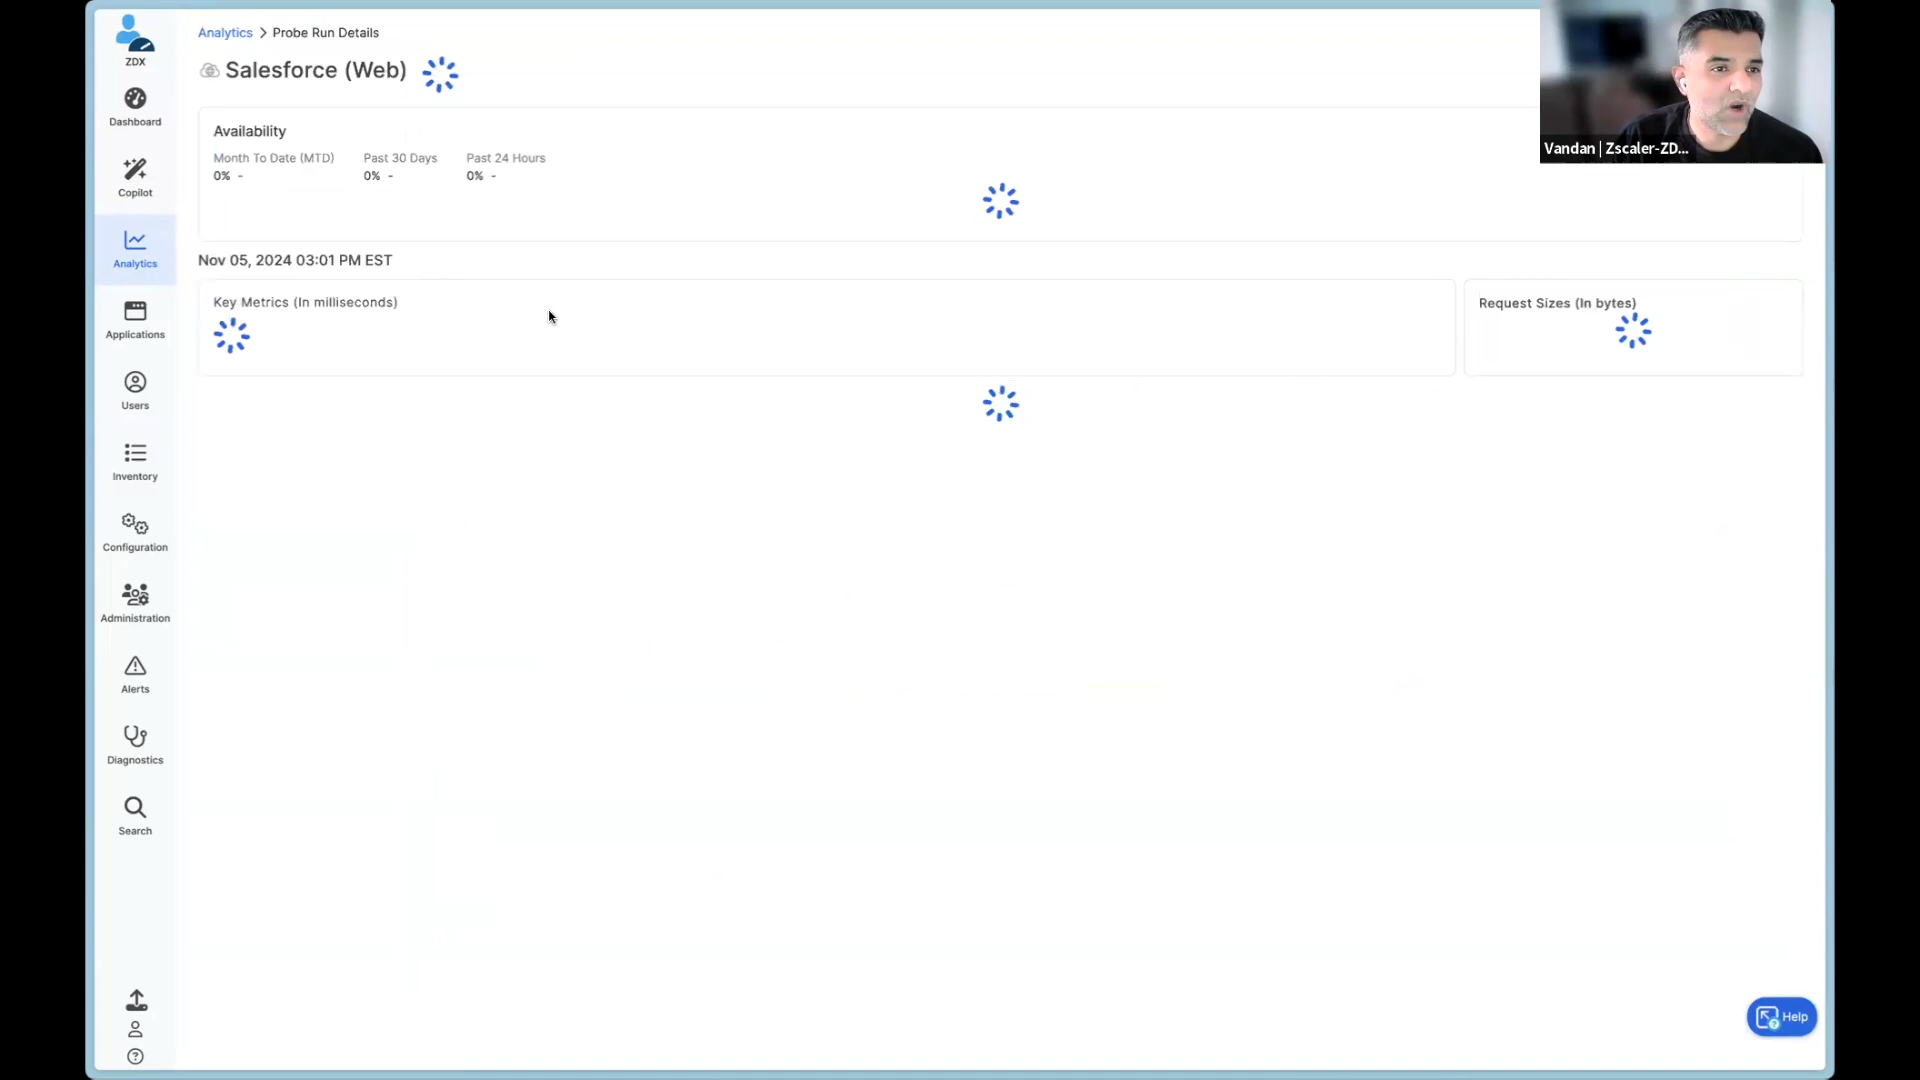 Analytics > Probe Run Details
Salesforce (Web)
ZDX
Dashboard
Copilot
Analytics
Applications
Users
Inventory
Configuration
Administration
Alerts
Diagnostics
Search
Availability
Month To Date (MTD) Past 30 Days Past 24 Hours
0% - 0% - 0% -
Nov 05, 2024 03:01 PM EST
Key Metrics (In milliseconds)
Request Sizes (In bytes)
Vandan | Zscaler-ZD...
Help